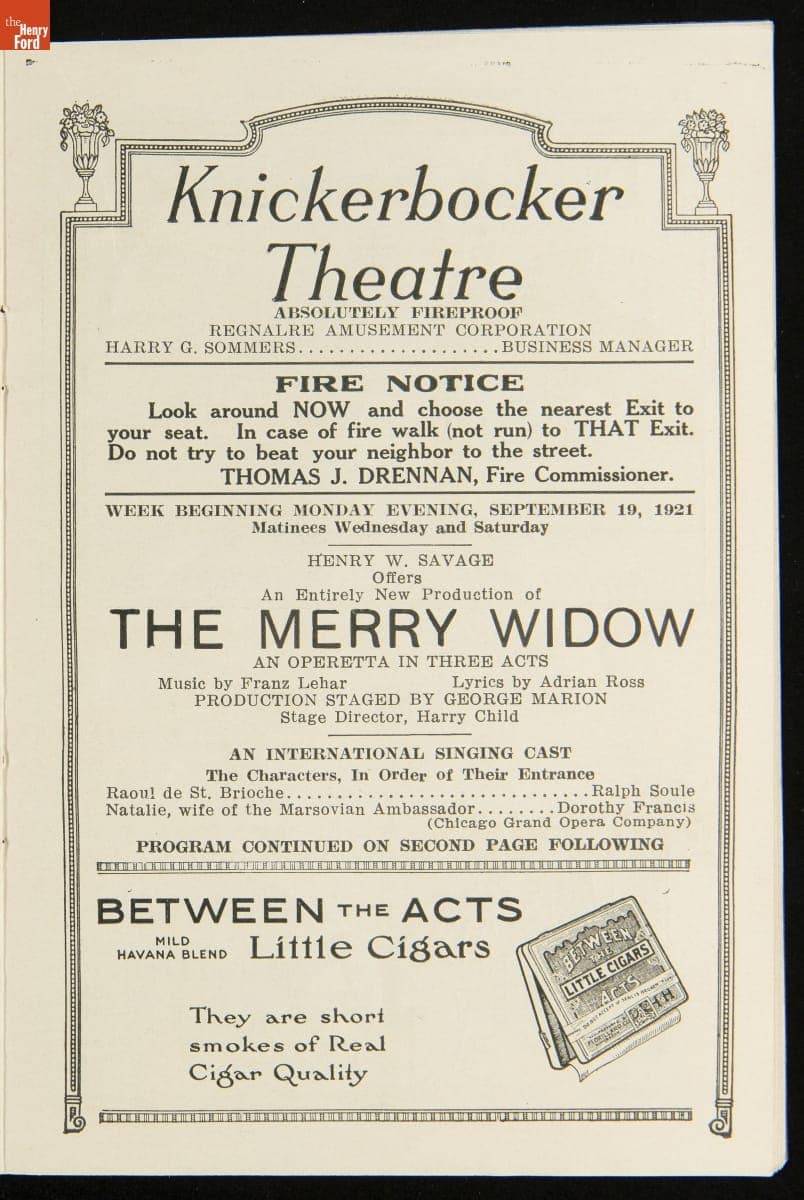 the
Henry
Ford
Knickerbocker
Theatre
ABSOLUTELY FIREPROOF
REGNALRE AMUSEMENT CORPORATION
HARRY G. SOMMERS....................BUSINESS MANAGER
FIRE NOTICE
Look around NOW and choose the nearest Exit to
your seat. In case of fire walk (not run) to THAT Exit.
Do not try to beat your neighbor to the street.
THOMAS J. DRENNAN, Fire Commissioner.
WEEK BEGINNING MONDAY EVENING, SEPTEMBER 19, 1921
Matinees Wednesday and Saturday
HENRY W. SAVAGE
Offers
An Entirely New Production of
THE MERRY WIDOW
AN OPERETTA IN THREE ACTS
Music by Franz Lehar Lyrics by Adrian Ross
PRODUCTION STAGED BY GEORGE MARION
Stage Director, Harry Child
AN INTERNATIONAL SINGING CAST
The Characters, In Order of Their Entrance
Raoul de St. Brioche..............................Ralph Soule
Natalie, wife of the Marsovian Ambassador........Dorothy Francis
(Chicago Grand Opera Company)
PROGRAM CONTINUED ON SECOND PAGE FOLLOWING
BETWEEN THE ACTS
MILD
HAVANA BLEND Little Cigars
They are short
smokes of Real
Cigar Quality
BETWEEN
THE
LITTLE CIGARS
ACTS